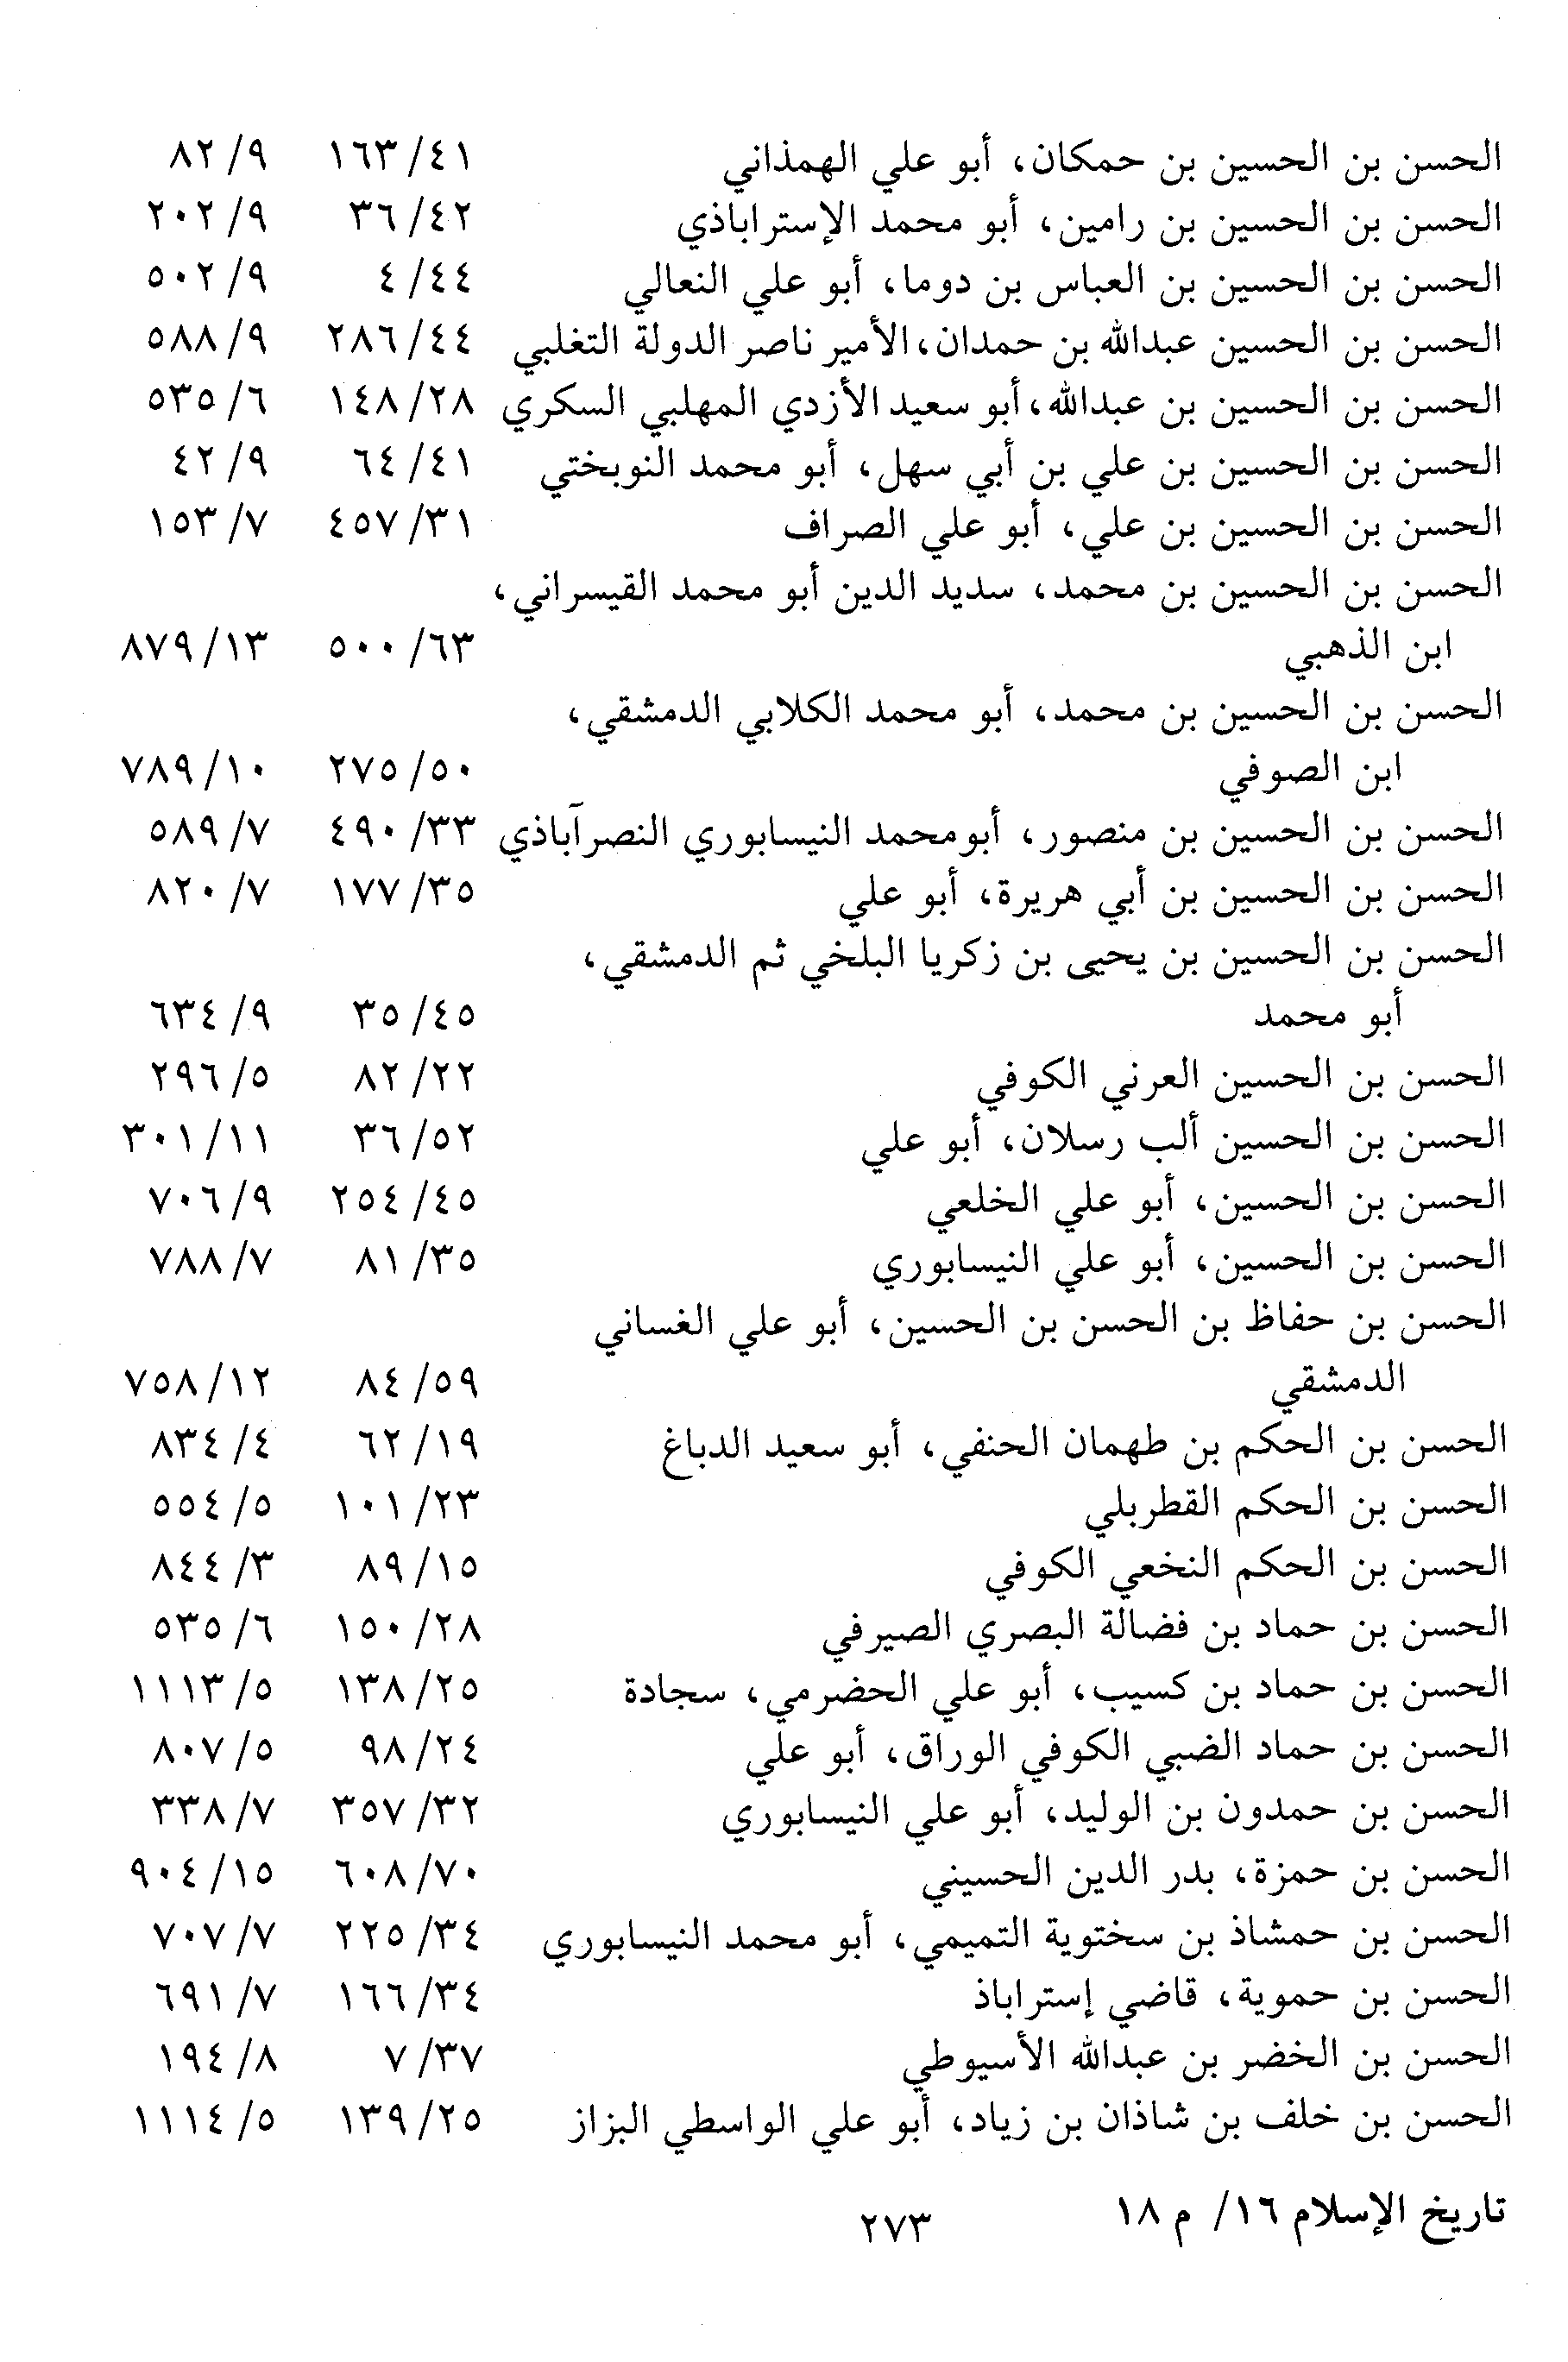 الحسن بن الحسين بن حمكان، أبو علي الهمذاني ٤١/ ١٦٣ ٩/ ٨٢
الحسن بن الحسين بن رامين، أبو محمد الإستراباذي ٤٢/ ٣٦ ٩/ ٢٠٢
الحسن بن الحسين بن العباس بن دوما، أبو علي النعالي ٤٤/ ٤ ٩/ ٥٠٢
الحسن بن الحسين عبدالله بن حمدان، الأمير ناصر الدولة التغلبي ٤٤/ ٢٨٦ ٩/ ٥٨٨
الحسن بن الحسين بن عبدالله، أبو سعيد الأزدي المهلبي السكري ٢٨/ ١٤٨ ٦/ ٥٣٥
الحسن بن الحسين بن علي بن أبي سهل، أبو محمد النوبختي ٤١/ ٦٤ ٩/ ٤٢
الحسن بن الحسين بن علي، أبو علي الصراف ٣١/ ٤٥٧ ٧/ ١٥٣
الحسن بن الحسين بن محمد، سديد الدين أبو محمد القيسراني،
ابن الذهبي ٦٣/ ٥٠٠ ١٣/ ٨٧٩
الحسن بن الحسين بن محمد، أبو محمد الكلابي الدمشقي،
ابن الصوفي ٥٠/ ٢٧٥ ١٠/ ٧٨٩
الحسن بن الحسين بن منصور، أبومحمد النيسابوري النصرآباذي ٣٣/ ٤٩٠ ٧/ ٥٨٩
الحسن بن الحسين بن أبي هريرة، أبو علي ٣٥/ ١٧٧ ٧/ ٨٢٠
الحسن بن الحسين بن يحيى بن زكريا البلخي ثم الدمشقي،
أبو محمد ٤٥/ ٣٥ ٩/ ٦٣٤
الحسن بن الحسين العرني الكوفي ٢٢/ ٨٢ ٥/ ٢٩٦
الحسن بن الحسين ألب رسلان، أبو علي ٥٢/ ٣٦ ١١/ ٣٠١
الحسن بن الحسين، أبو علي الخلعي ٤٥/ ٢٥٤ ٩/ ٧٠٦
الحسن بن الحسين، أبو علي النيسابوري ٣٥/ ٨١ ٧/ ٧٨٨
الحسن بن حفاظ بن الحسن بن الحسين، أبو علي الغساني
الدمشقي ٥٩/ ٨٤ ١٢/ ٧٥٨
الحسن بن الحكم بن طهمان الحنفي، أبو سعيد الدباغ ١٩/ ٦٢ ٤/ ٨٣٤
الحسن بن الحكم القطربلي ٢٣/ ١٠١ ٥/ ٥٥٤
الحسن بن الحكم النخعي الكوفي ١٥/ ٨٩ ٣/ ٨٤٤
الحسن بن حماد بن فضالة البصري الصيرفي ٢٨/ ١٥٠ ٦/ ٥٣٥
الحسن بن حماد بن كسيب، أبو علي الحضرمي، سجادة ٢٥/ ١٣٨ ٥/ ١١١٣
الحسن بن حماد الضبي الكوفي الوراق، أبو علي ٢٤/ ٩٨ ٥/ ٨٠٧
الحسن بن حمدون بن الوليد، أبو علي النيسابوري ٣٢/ ٣٥٧ ٧/ ٣٣٨
الحسن بن حمزة، بدر الدين الحسيني ٧٠/ ٦٠٨ ١٥/ ٩٠٤
الحسن بن حمشاذ بن سختوية التميمي، أبو محمد النيسابوري ٣٤/ ٢٢٥ ٧/ ٧٠٧
الحسن بن حموية، قاضي إستراباذ ٣٤/ ١٦٦ ٧/ ٦٩١
الحسن بن الخضر بن عبدالله الأسيوطي ٣٧/ ٧ ٨/ ١٩٤
الحسن بن خلف بن شاذان بن زياد، أبو علي الواسطي البزاز ٢٥/ ١٣٩ ٥/ ١١١٤
تاريخ الإسلام ١٦/ م ١٨
٢٧٣